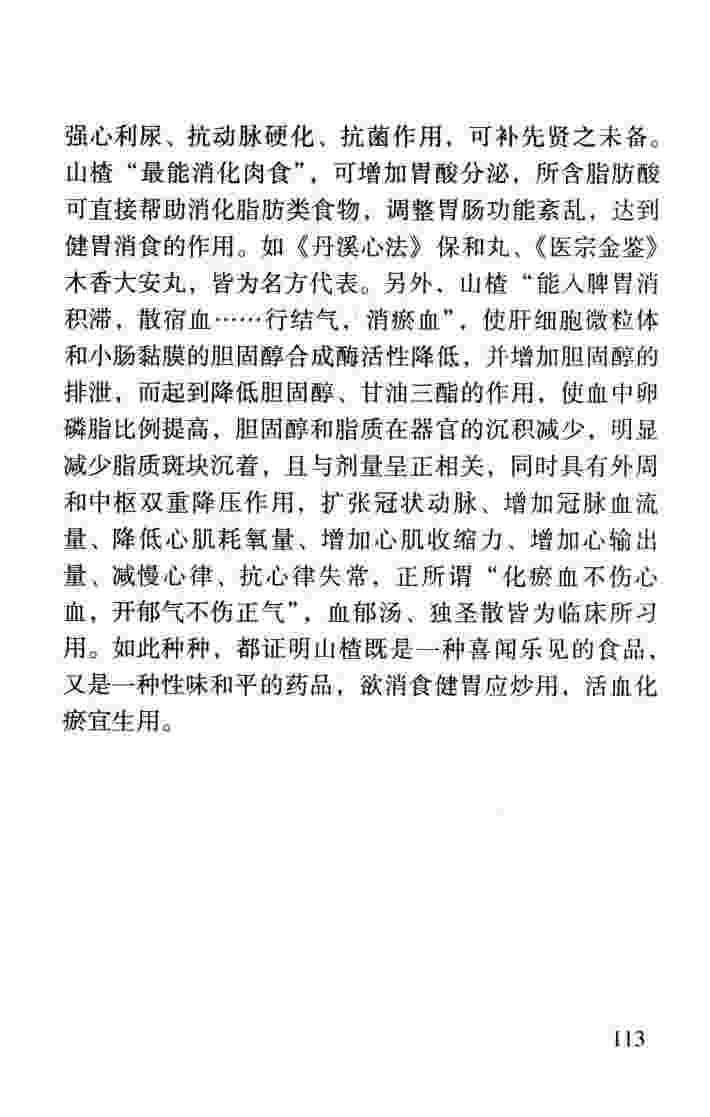 强心利尿、抗动脉硬化、抗菌作用，可补先贤之未备。
山楂“最能消化肉食”，可增加胃酸分泌，所含脂肪酸
可直接帮助消化脂肪类食物，调整胃肠功能紊乱，达到
健胃消食的作用。如《丹溪心法》保和丸、《医宗金鉴》
木香大安丸，皆为名方代表。另外、山楂“能入脾胃消
积滞，散宿血……行结气，消瘀血”，使肝细胞微粒体
和小肠黏膜的胆固醇合成酶活性降低，并增加胆固醇的
排泄，而起到降低胆固醇、甘油三酯的作用，使血中卵
磷脂比例提高，胆固醇和脂质在器官的沉积减少，明显
减少脂质斑块沉着，且与剂量呈正相关，同时具有外周
和中枢双重降压作用，扩张冠状动脉、增加冠脉血流
量、降低心肌耗氧量、增加心肌收缩力、增加心输出
量、减慢心律、抗心律失常，正所谓“化瘀血不伤心
血，开郁气不伤正气”，血郁汤、独圣散皆为临床所习
用。如此种种，都证明山楂既是一种喜闻乐见的食品，
又是一种性味和平的药品，欲消食健胃应炒用，活血化
瘀宜生用。
113